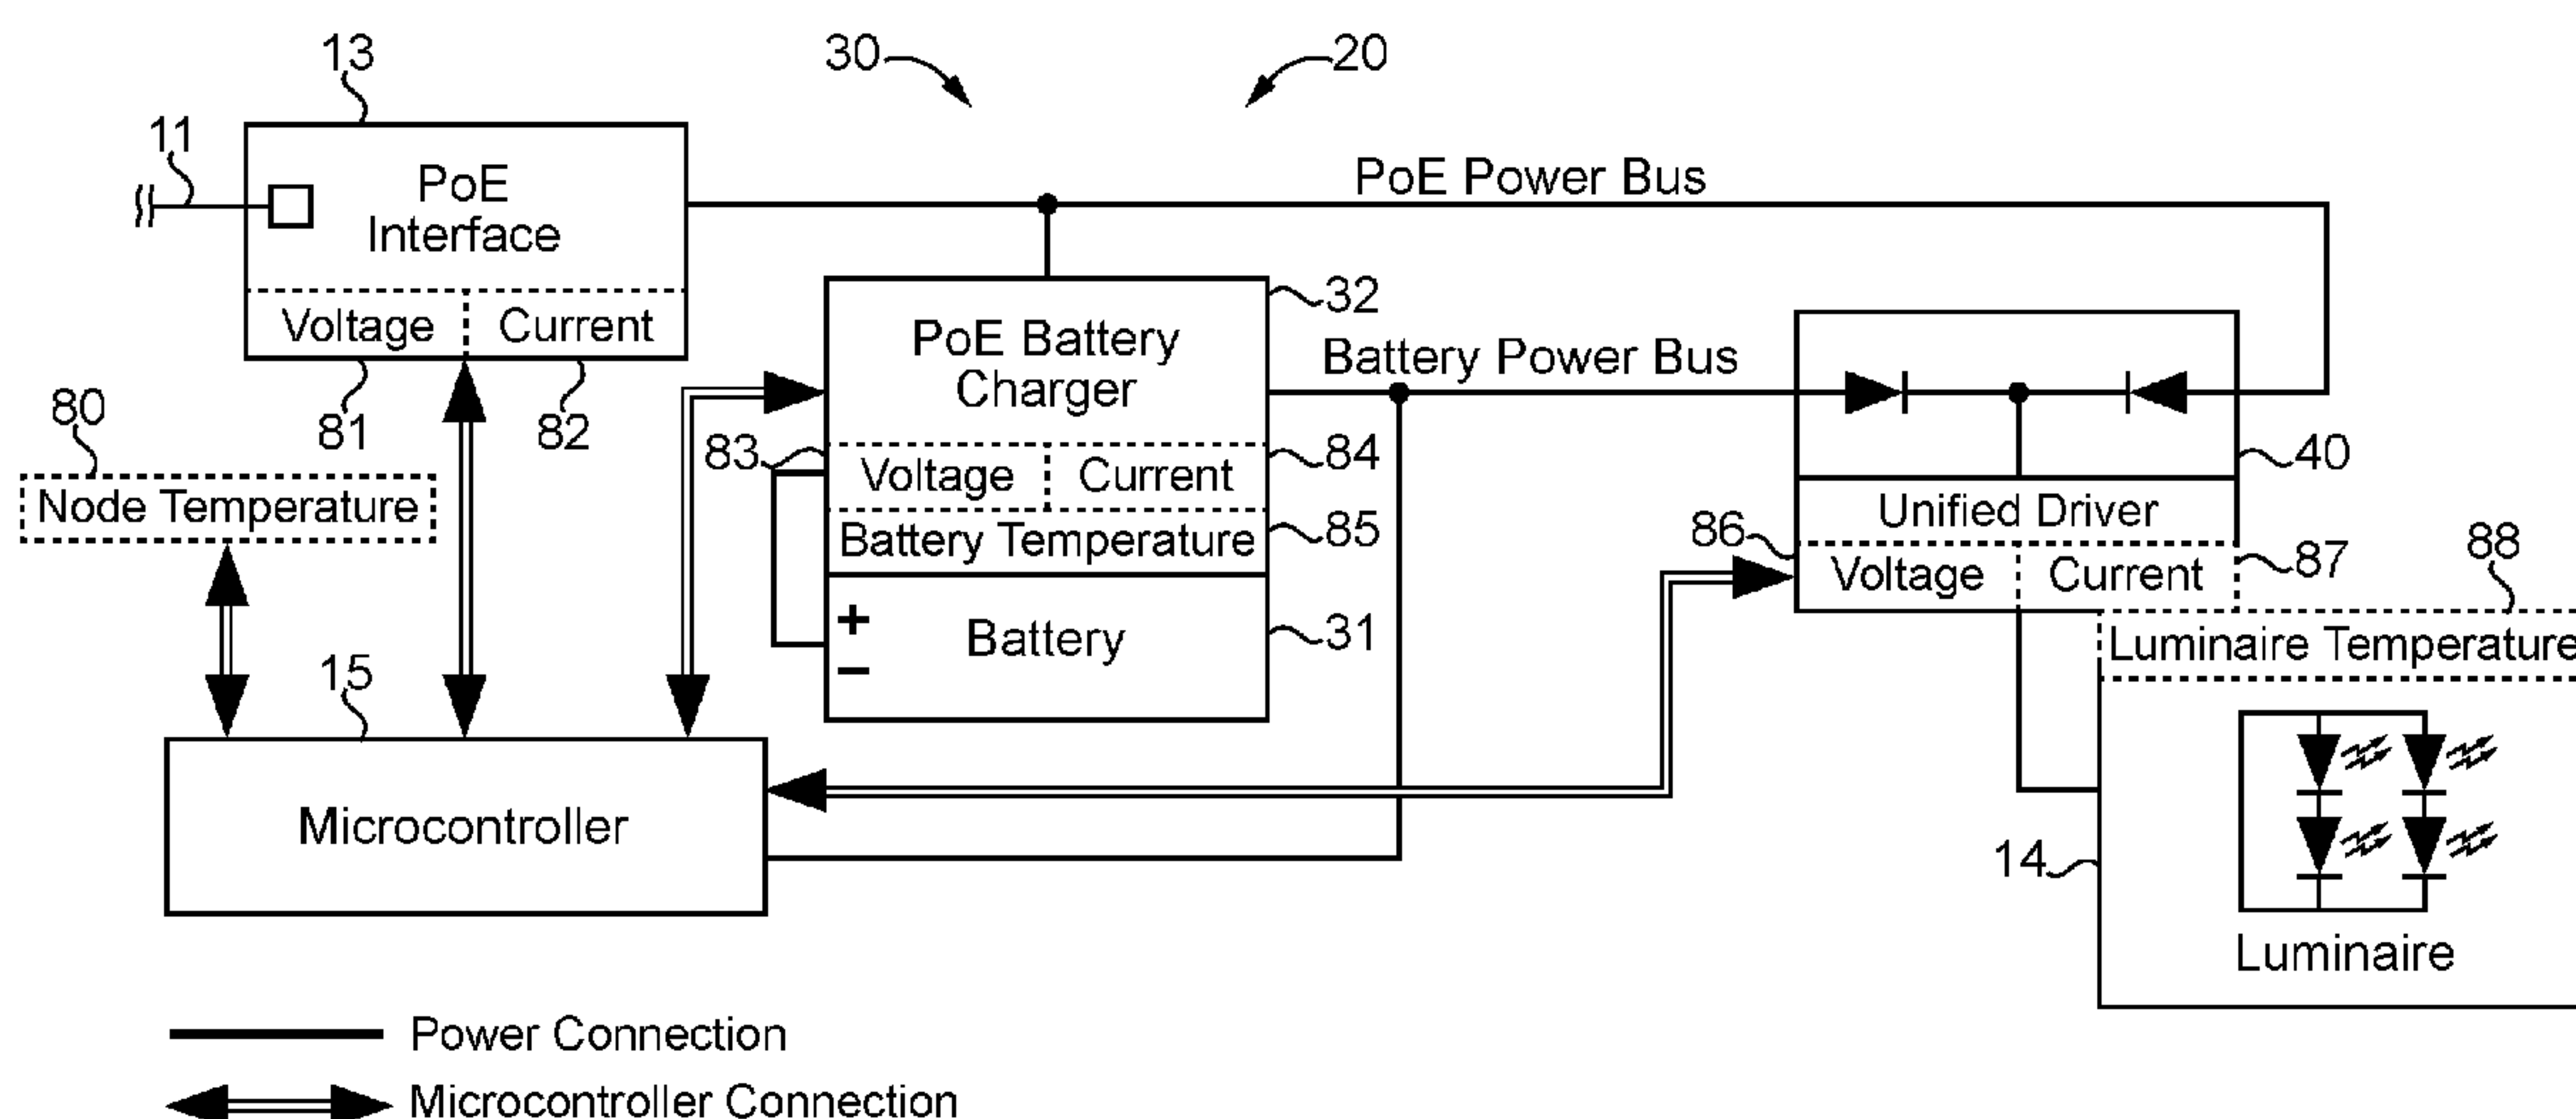 13
30
20
11
PoE
Interface
PoE Power Bus
Voltage
Current
32
PoE Battery
Charger
Battery Power Bus
80
81
82
83
Voltage
Current
84
40
Node Temperature
Battery Temperature
85
Unified Driver
86
Voltage
Current
87
88
+
Battery
31
−
Luminaire Temperature
15
Microcontroller
14
Luminaire
Power Connection
Microcontroller Connection